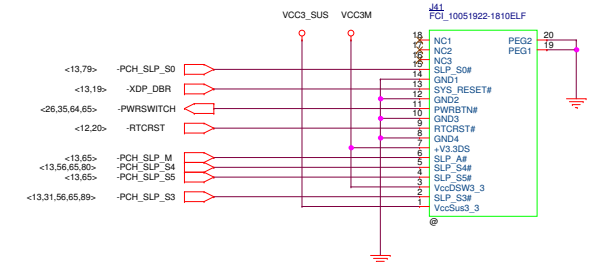 J41
FCI_10051922-1810ELF
VCC3_SUS VCC3M
18 NC1 PEG2 20
17 NC2 PEG1 19
16 NC3
<13,79> -PCH_SLP_S0 15 SLP_S0#
14 GND1
<13,19> -XDP_DBR 13 SYS_RESET#
12 GND2
<26,35,64,65> -PWRSWITCH 11 PWRBTN#
10 GND3
<12,20> -RTCRST 9 RTCRST#
8 GND4
7 +V3.3DS
<13,65> -PCH_SLP_M 6 SLP_A#
<13,56,65,80> -PCH_SLP_S4 5 SLP_S4#
<13,65> -PCH_SLP_S5 4 SLP_S5#
3 VccDSW3_3
<13,31,56,65,89> -PCH_SLP_S3 2 SLP_S3#
1 VccSus3_3
@